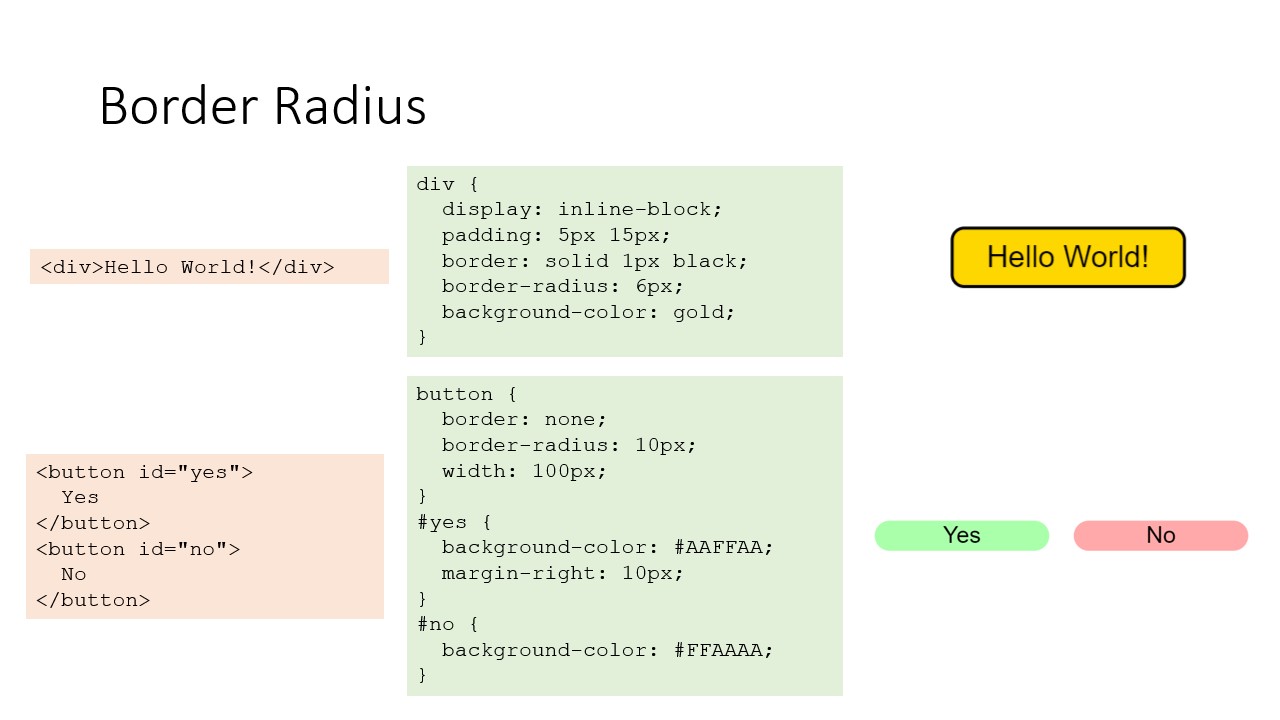 Border Radius
<div>Hello World!</div>
div {
  display: inline-block;
  padding: 5px 15px;
  border: solid 1px black;
  border-radius: 6px;
  background-color: gold;
}
Hello World!
<button id="yes">
  Yes
</button>
<button id="no">
  No
</button>
button {
  border: none;
  border-radius: 10px;
  width: 100px;
}
#yes {
  background-color: #AAFFAA;
  margin-right: 10px;
}
#no {
  background-color: #FFAAAA;
}
Yes No